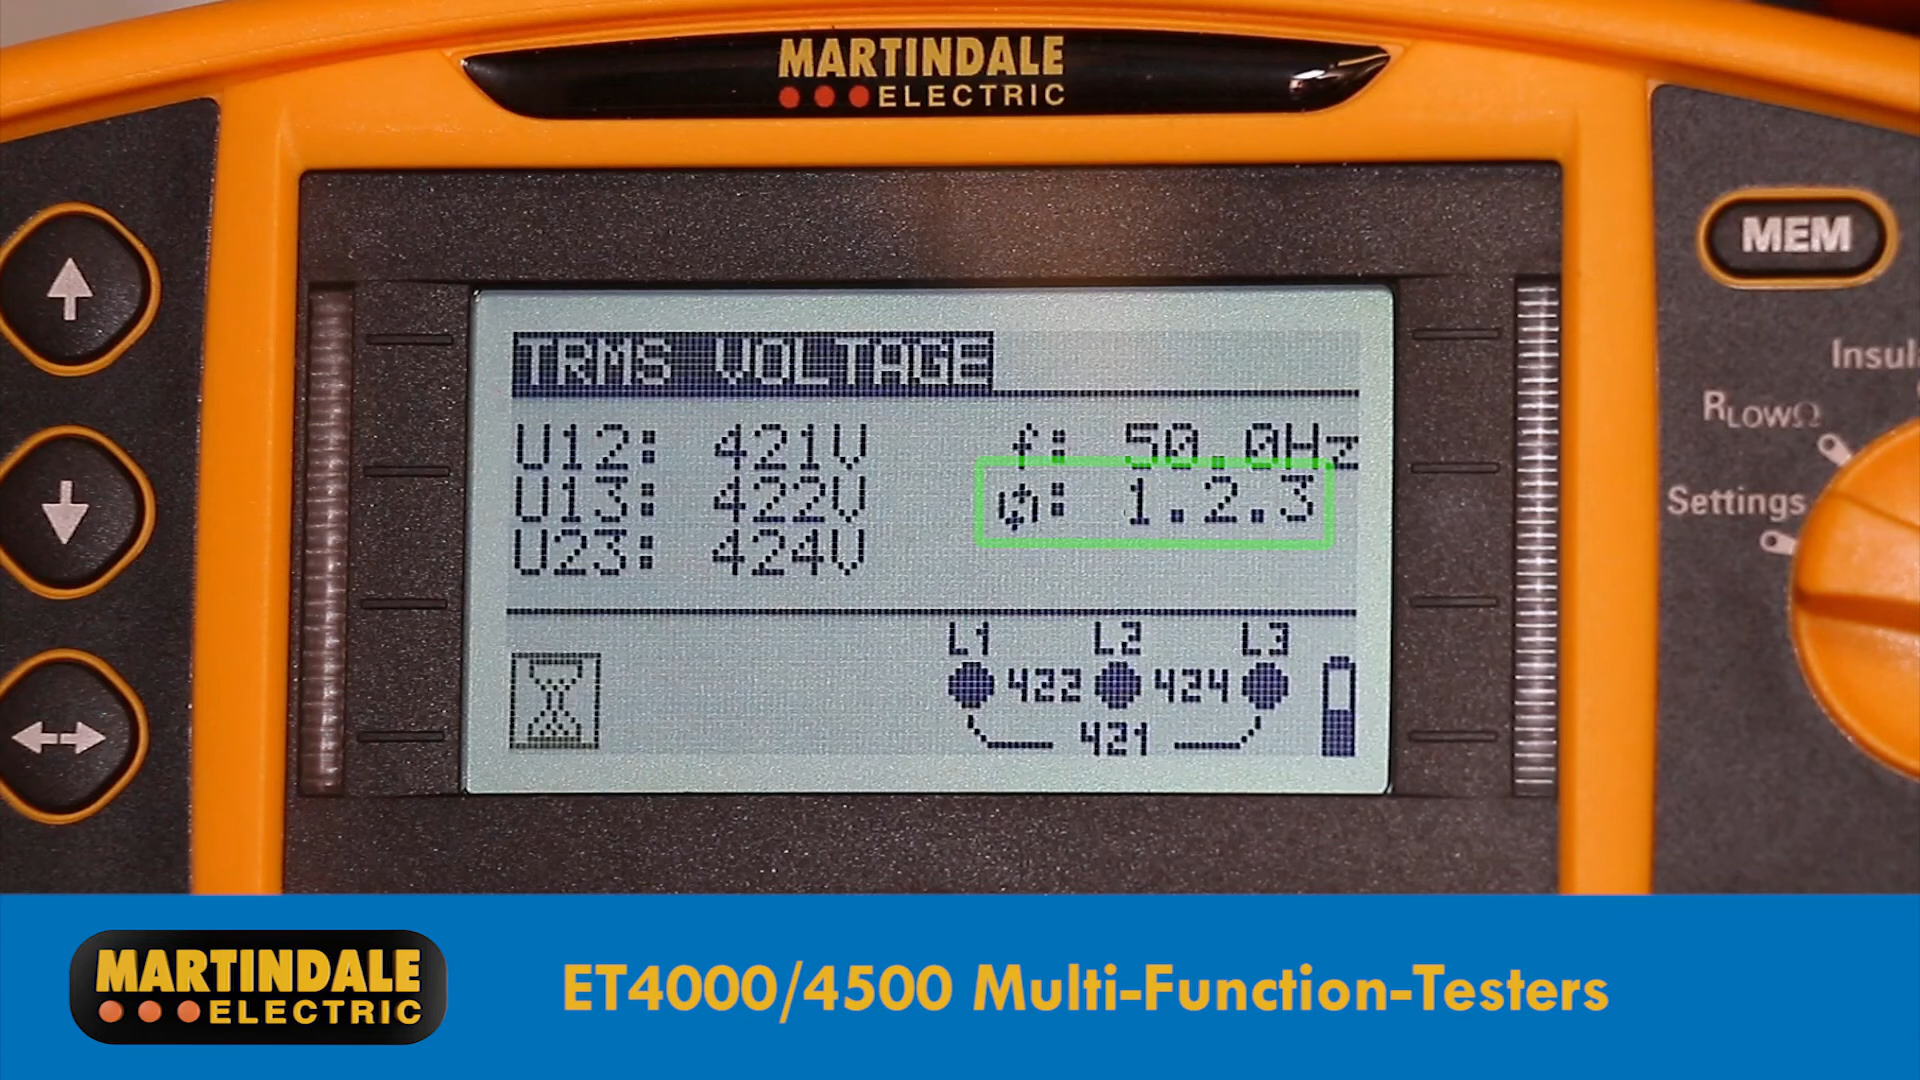 MARTINDALE
ELECTRIC
MEM
Insul
RLOWΩ
Settings
TRMS VOLTAGE
U12: 421V f: 50.0Hz
U13: 422V 1.2.3
U23: 424V
L1 L2 L3
422 424
421
MARTINDALE
ELECTRIC
ET4000/4500 Multi-Function-Testers